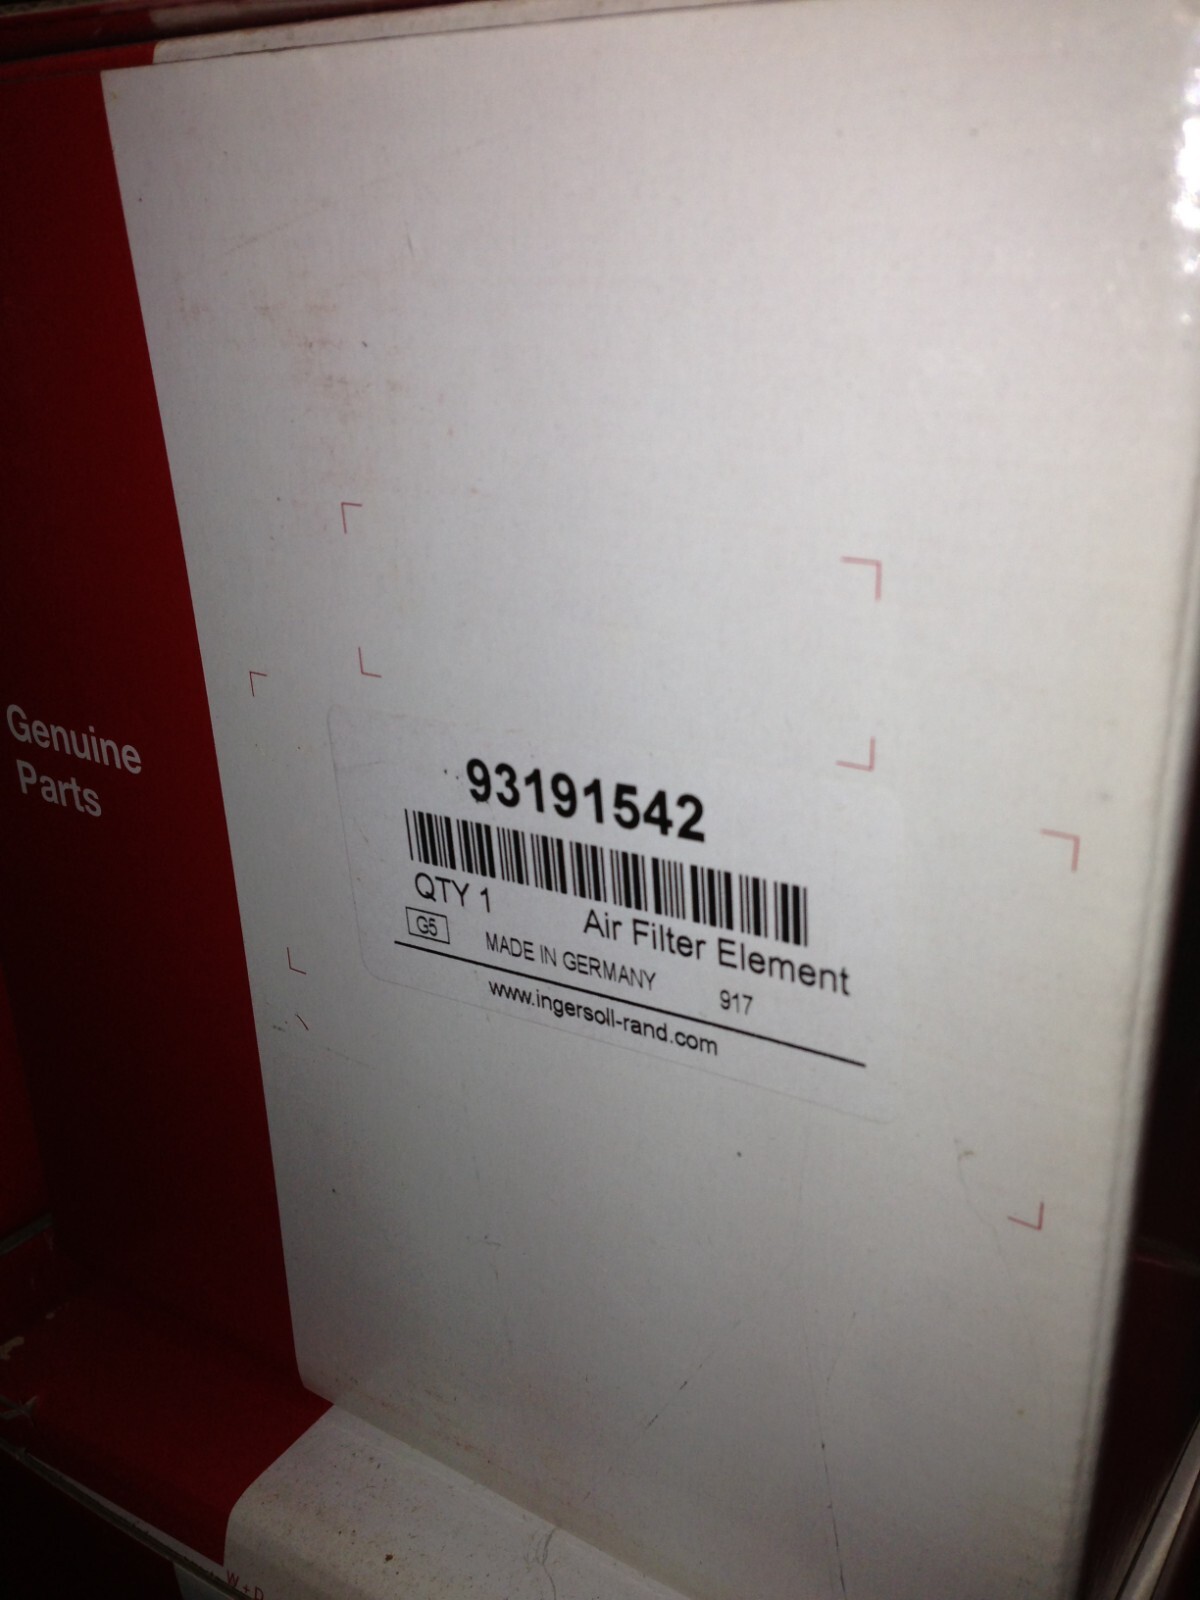 Genuine
Parts
93191542
QTY 1
Air Filter Element
G5
MADE IN GERMANY
917
www.ingersoll-rand.com
W+D